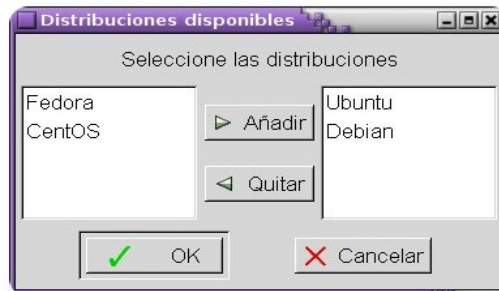 Distribuciones disponibles
Seleccione las distribuciones
Fedora
CentOS
Añadir
Quitar
Ubuntu
Debian
OK
Cancelar